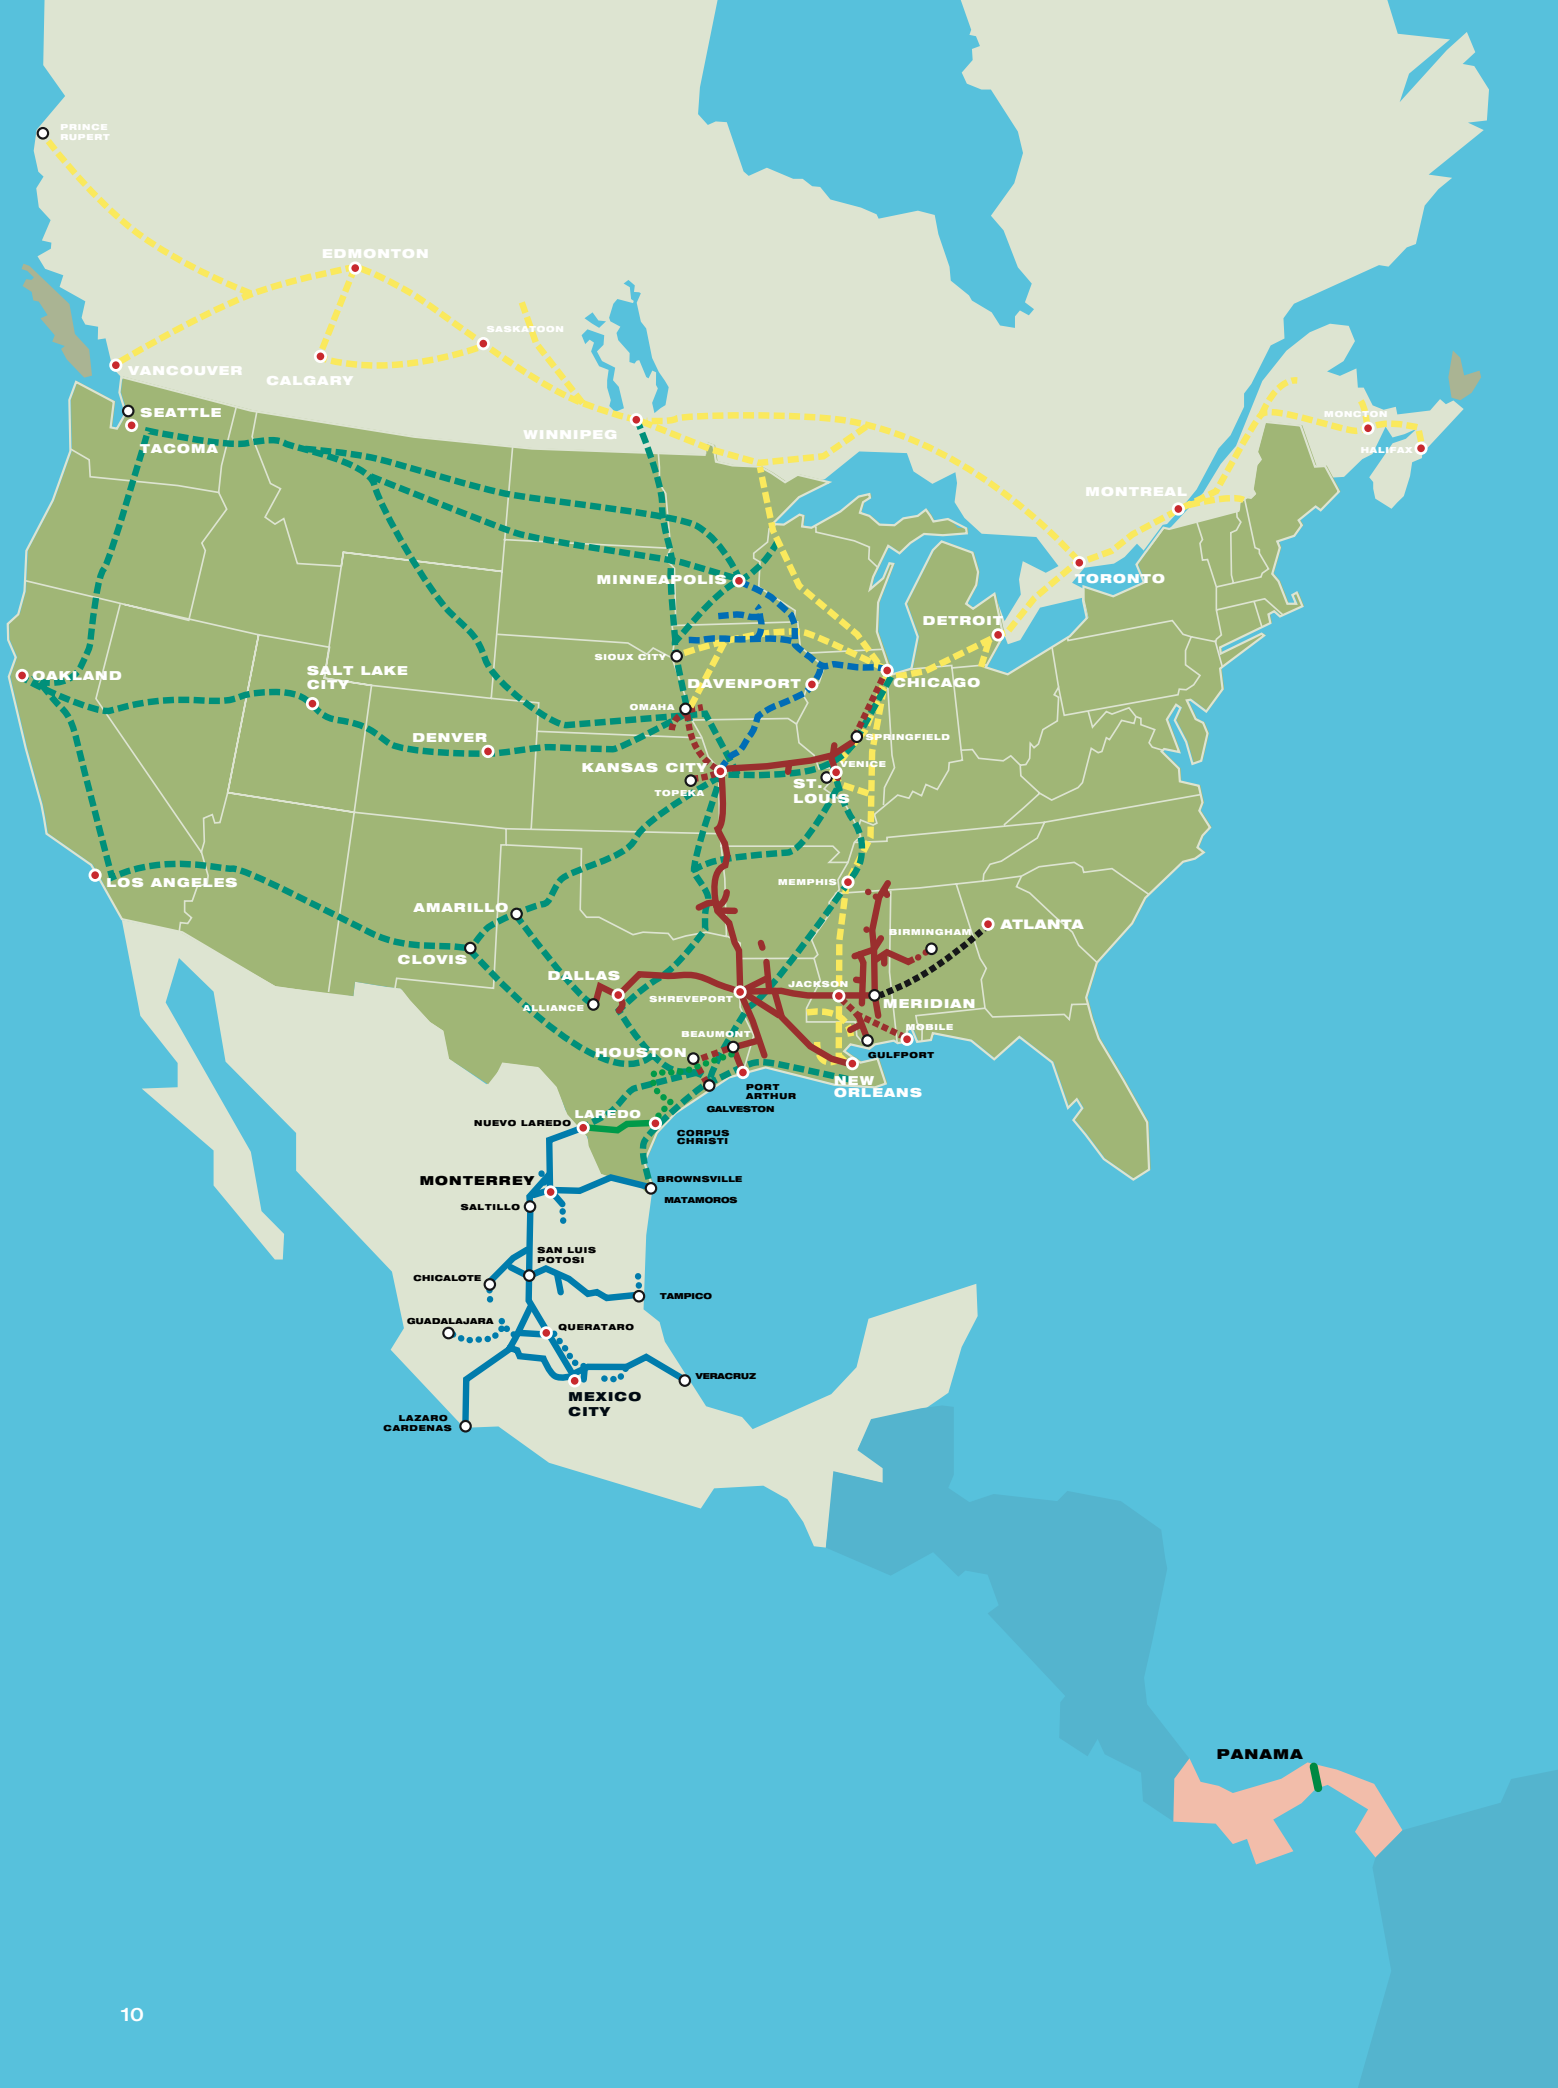 PRINCE
RUPERT
EDMONTON
SASKATOON
VANCOUVER
CALGARY
SEATTLE
WINNIPEG
TACOMA
MONCTON
HALIFAX
MONTREAL
MINNEAPOLIS
TORONTO
DETROIT
SIOUX CITY
OAKLAND
SALT LAKE
CITY
DAVENPORT
CHICAGO
OMAHA
DENVER
SPRINGFIELD
KANSAS CITY
VENICE
TOPEKA
ST.
LOUIS
LOS ANGELES
MEMPHIS
AMARILLO
ATLANTA
BIRMINGHAM
CLOVIS
DALLAS
JACKSON
SHREVEPORT
MERIDIAN
ALLIANCE
MOBILE
BEAUMONT
HOUSTON
GULFPORT
NEW
ORLEANS
PORT
ARTHUR
GALVESTON
LAREDO
NUEVO LAREDO
CORPUS
CHRISTI
MONTERREY
BROWNSVILLE
MATAMOROS
SALTILLO
SAN LUIS
POTOSI
CHICALOTE
TAMPICO
GUADALAJARA
QUERATARO
VERACRUZ
MEXICO
CITY
LAZARO
CARDENAS
PANAMA
10